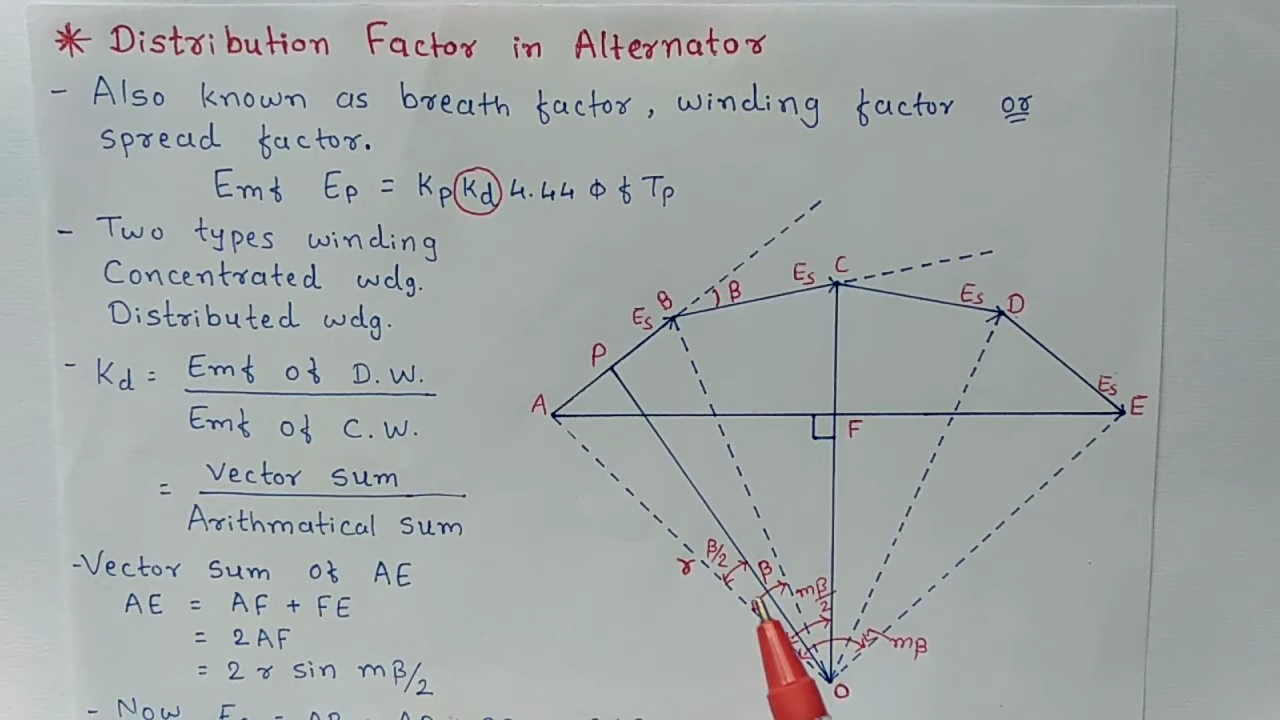 * Distribution Factor in Alternator
- Also known as breath factor, winding factor or
spread factor.
Emf Ep = Kp Kd 4.44 φ f Tp
- Two types winding
Concentrated wdg.
Distributed wdg.
- Kd = Emf of D.W.
Emf of C.W.
= Vector sum
Arithmatical sum
- Vector sum of AE
AE = AF + FE
= 2AF
= 2 r sin mβ/2
- Now
A
P
Es B
β
Es C
Es D
Es E
F
r
β/2
β
mβ/2
mβ
O